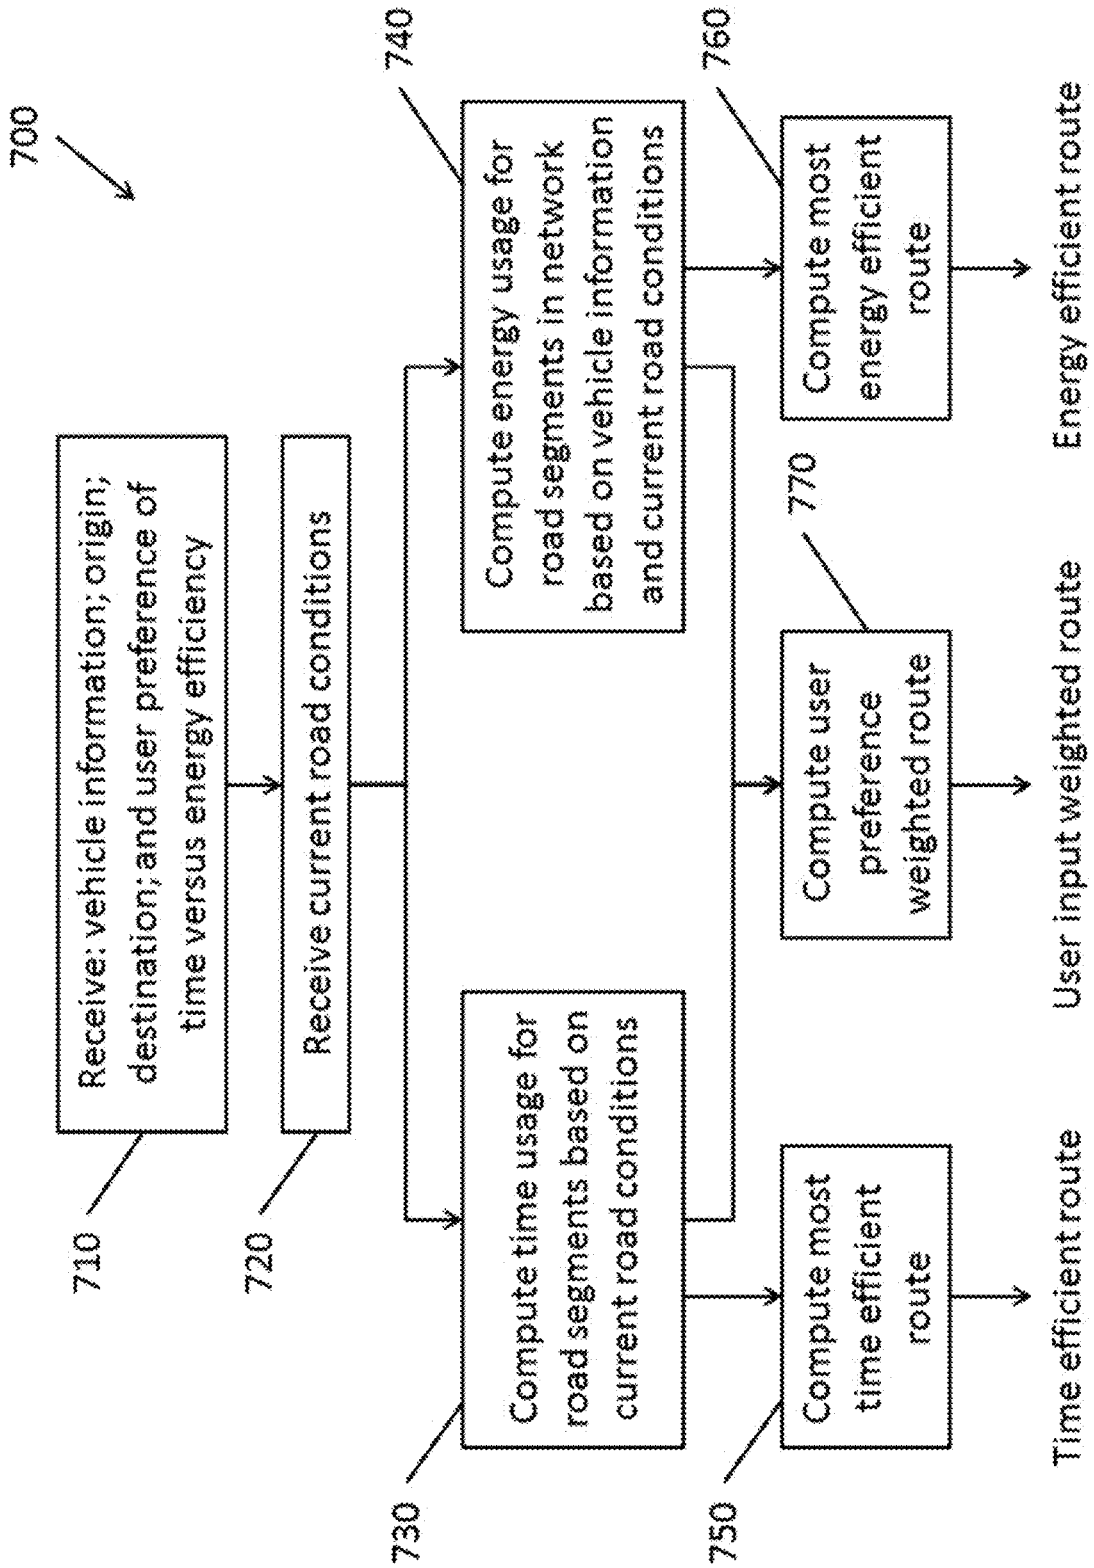 700
710
Receive: vehicle information; origin;
destination; and user preference of
time versus energy efficiency
720
Receive current road conditions
730
Compute time usage for
road segments based on
current road conditions
740
Compute energy usage for
road segments in network
based on vehicle information
and current road conditions
750
Compute most
time efficient
route
770
Compute user
preference
weighted route
760
Compute most
energy efficient
route
Time efficient route
User input weighted route
Energy efficient route